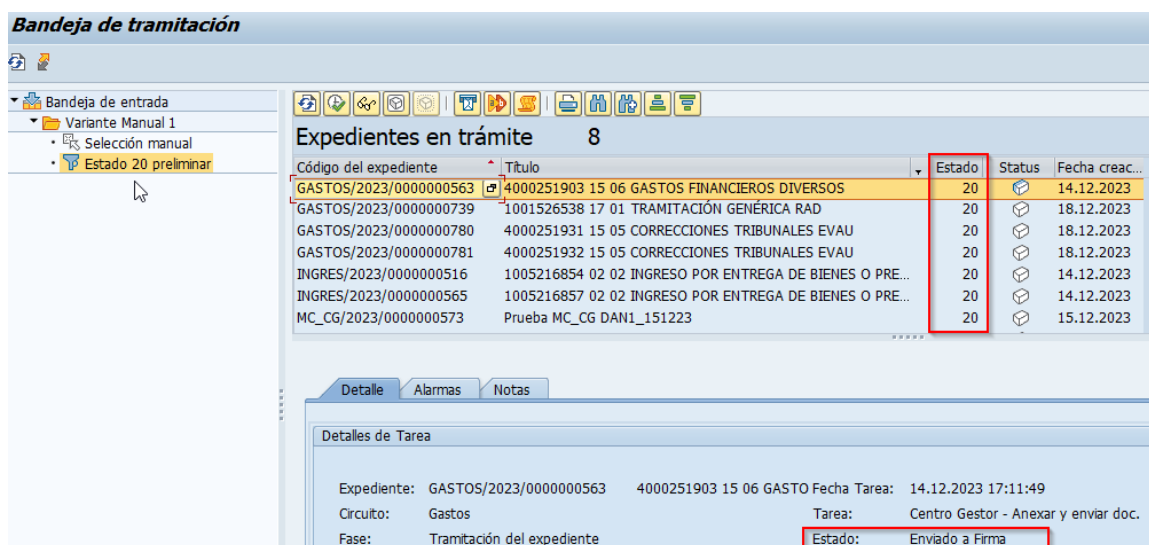 Bandeja de tramitación
Bandeja de entrada
Variante Manual 1
Selección manual
Estado 20 preliminar
Expedientes en trámite 8
Código del expediente Título Estado Status Fecha creac...
GASTOS/2023/0000000563 4000251903 15 06 GASTOS FINANCIEROS DIVERSOS 20 14.12.2023
GASTOS/2023/0000000739 1001526538 17 01 TRAMITACIÓN GENÉRICA RAD 20 18.12.2023
GASTOS/2023/0000000780 4000251931 15 05 CORRECCIONES TRIBUNALES EVAU 20 18.12.2023
GASTOS/2023/0000000781 4000251932 15 05 CORRECCIONES TRIBUNALES EVAU 20 18.12.2023
INGRES/2023/0000000516 1005216854 02 02 INGRESO POR ENTREGA DE BIENES O PRE... 20 14.12.2023
INGRES/2023/0000000565 1005216857 02 02 INGRESO POR ENTREGA DE BIENES O PRE... 20 14.12.2023
MC_CG/2023/0000000573 Prueba MC_CG DAN1_151223 20 15.12.2023
Detalle Alarmas Notas
Detalles de Tarea
Expediente: GASTOS/2023/0000000563 4000251903 15 06 GASTO Fecha Tarea: 14.12.2023 17:11:49
Circuito: Gastos Tarea: Centro Gestor - Anexar y enviar doc.
Fase: Tramitación del expediente Estado: Enviado a Firma